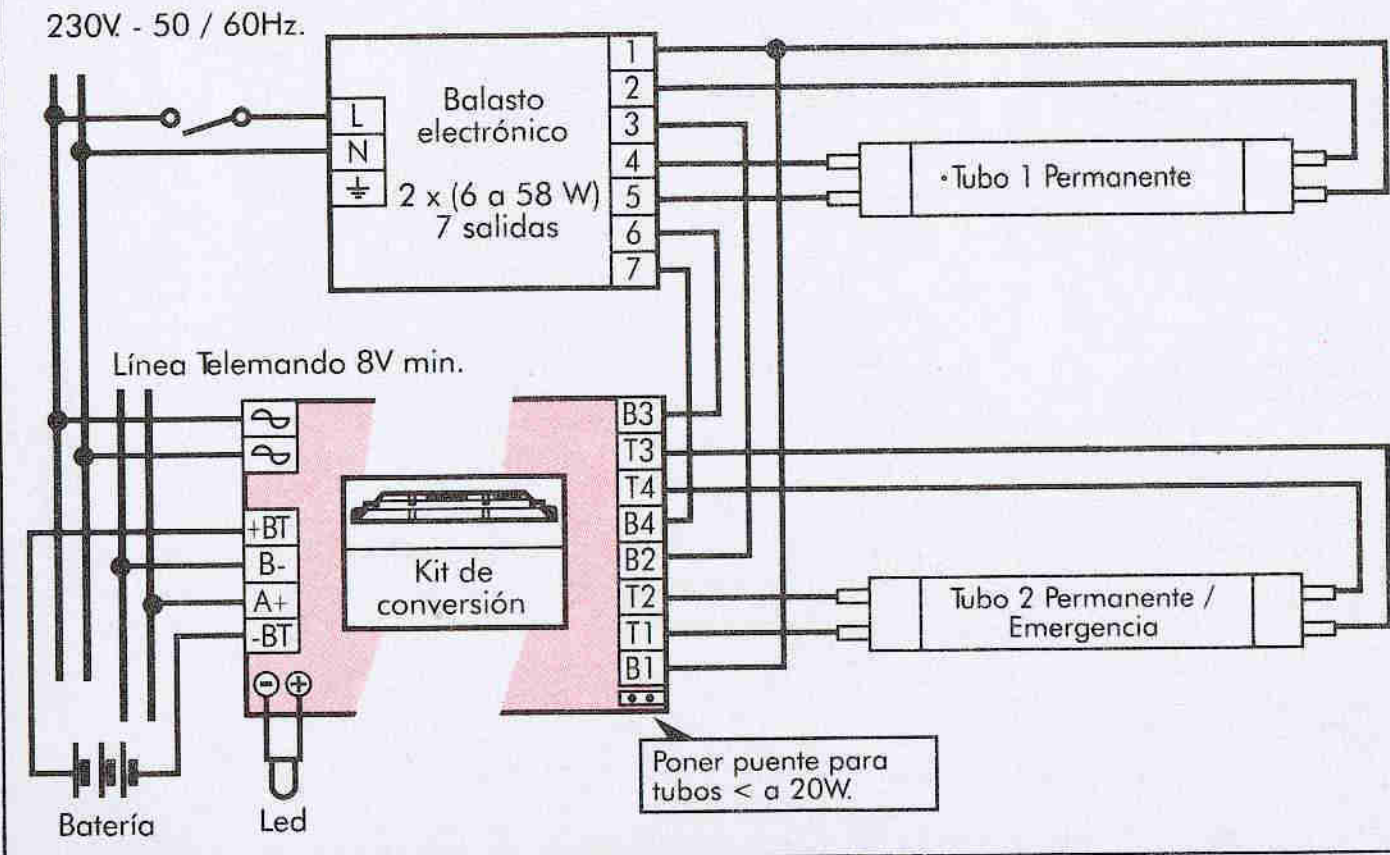 230V. - 50 / 60Hz.
L
N
Balasto
electrónico
2 x (6 a 58 W)
7 salidas
1
2
3
4
5
6
7
Tubo 1 Permanente
Línea Telemando 8V min.
+BT
B-
A+
-BT
Kit de
conversión
B3
T3
T4
B4
B2
T2
T1
B1
Tubo 2 Permanente /
Emergencia
Poner puente para
tubos < a 20W.
Batería
Led